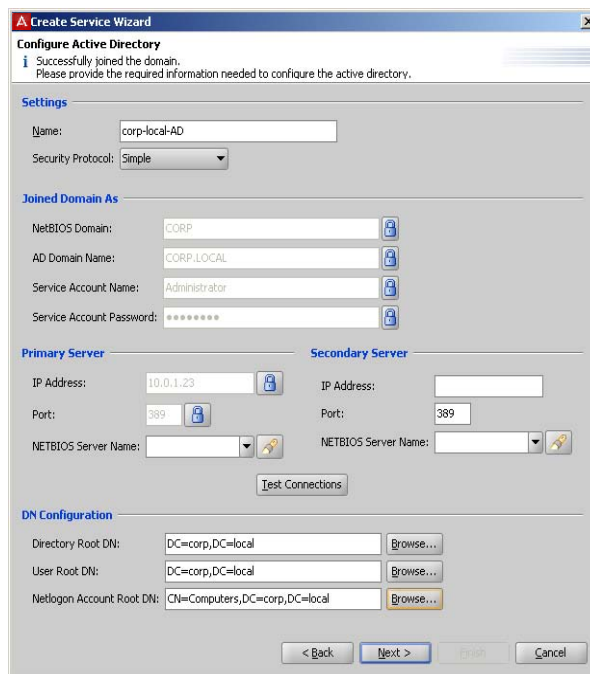 A Create Service Wizard
Configure Active Directory
i Successfully joined the domain.
Please provide the required information needed to configure the active directory.
Settings
Name: corp-local-AD
Security Protocol: Simple
Joined Domain As
NetBIOS Domain: CORP
AD Domain Name: CORP.LOCAL
Service Account Name: Administrator
Service Account Password: ●●●●●●●●
Primary Server
IP Address: 10.0.1.23
Port: 389
NETBIOS Server Name:
Secondary Server
IP Address:
Port: 389
NETBIOS Server Name:
Test Connections
DN Configuration
Directory Root DN: DC=corp,DC=local Browse...
User Root DN: DC=corp,DC=local Browse...
Netlogon Account Root DN: CN=Computers,DC=corp,DC=local Browse...
< Back Next > Finish Cancel